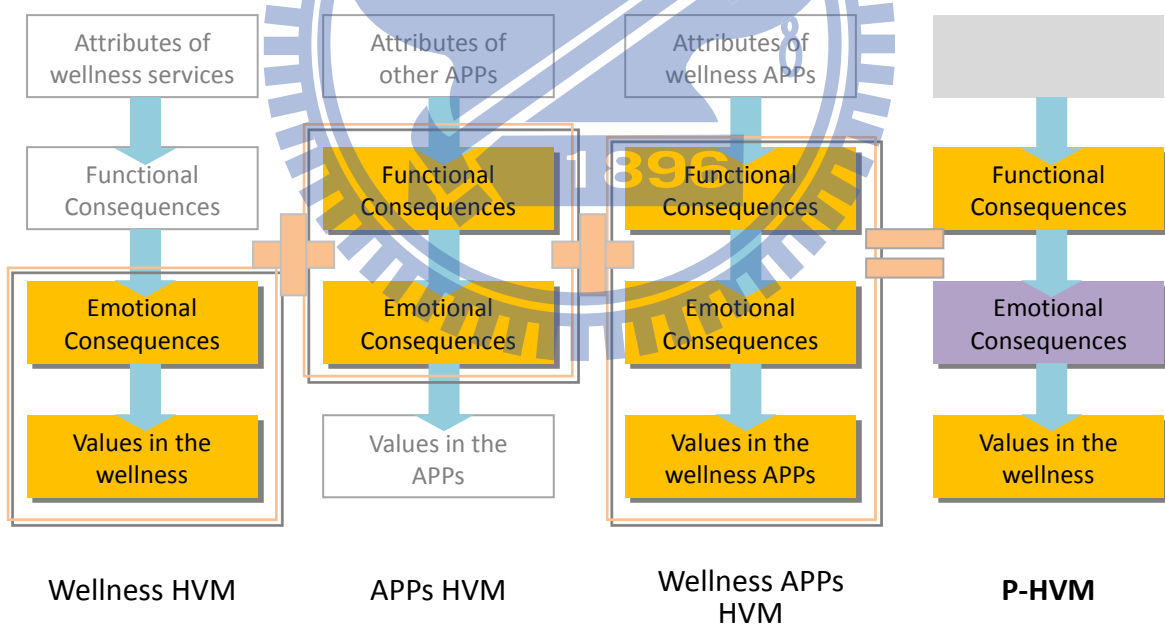 Attributes of
wellness services
Functional
Consequences
Emotional
Consequences
Values in the
wellness
Wellness HVM
Attributes of
other APPs
Functional
Consequences
Emotional
Consequences
Values in the
APPs
APPs HVM
Attributes of
wellness APPs
Functional
Consequences
Emotional
Consequences
Values in the
wellness APPs
Wellness APPs
HVM
Functional
Consequences
Emotional
Consequences
Values in the
wellness
P-HVM
1896